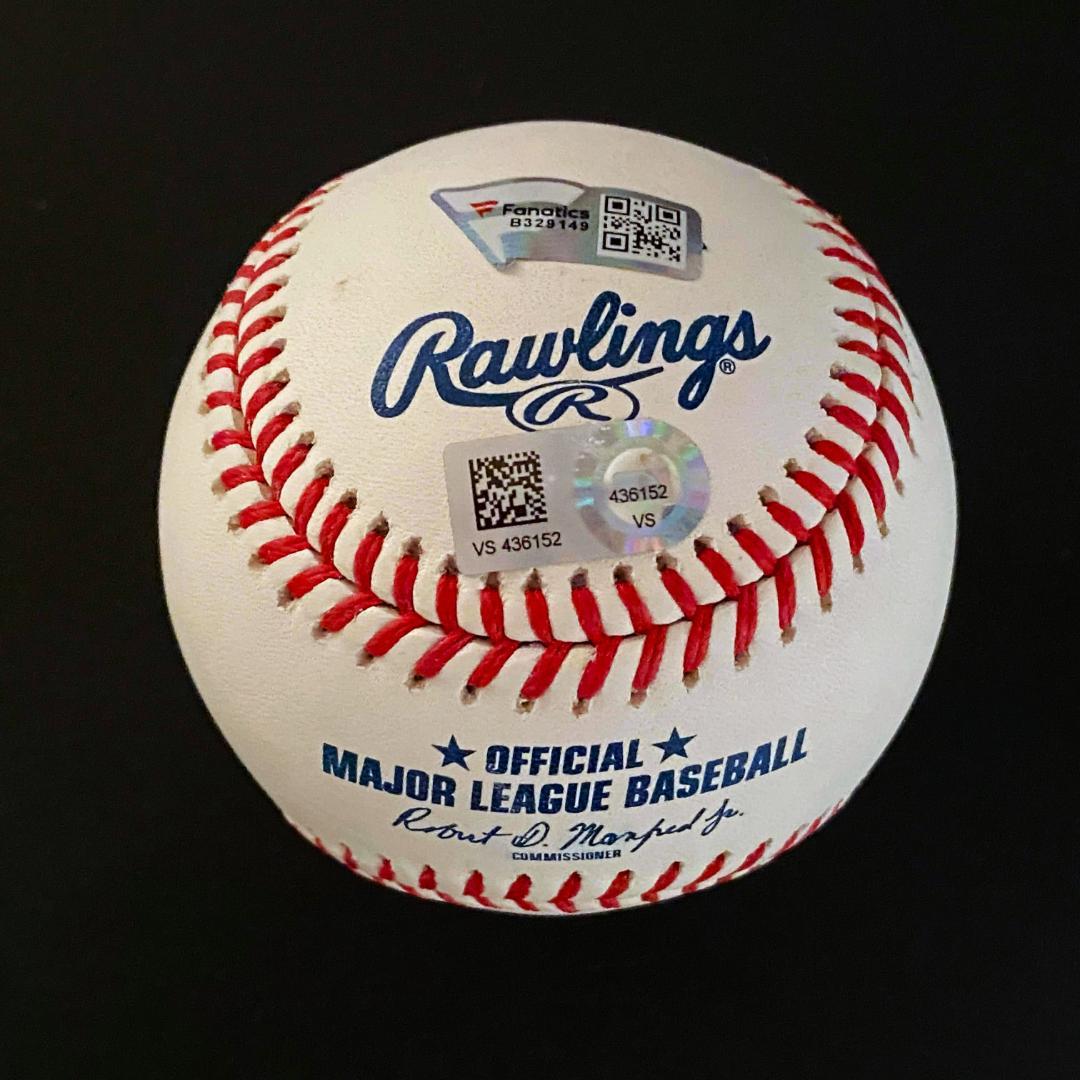 Fanatics
B329149
Rawlings®
R
436152
VS
VS 436152
★ OFFICIAL ★
MAJOR LEAGUE BASEBALL
Robert D. Manfred Jr.
COMMISSIONER